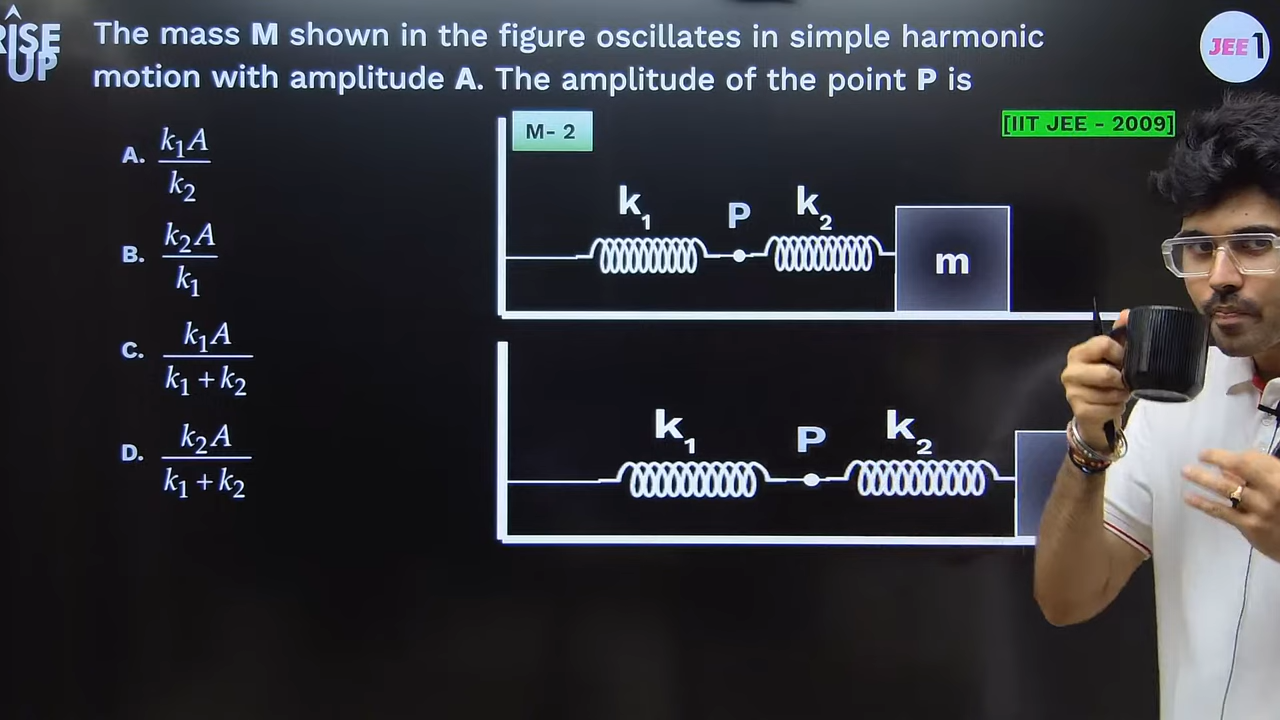 RISE
UP
The mass M shown in the figure oscillates in simple harmonic
motion with amplitude A. The amplitude of the point P is
JEE 1
[IIT JEE - 2009]
M- 2
A. k₁A / k₂
B. k₂A / k₁
C. k₁A / k₁ + k₂
D. k₂A / k₁ + k₂
k₁ P k₂
m
k₁ P k₂